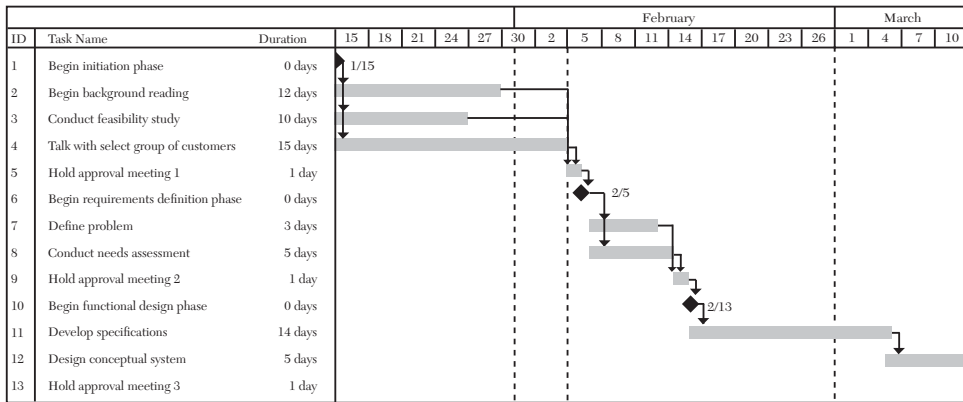 February March
ID Task Name Duration 15 18 21 24 27 30 2 5 8 11 14 17 20 23 26 1 4 7 10
1 Begin initiation phase 0 days 1/15
2 Begin background reading 12 days
3 Conduct feasibility study 10 days
4 Talk with select group of customers 15 days
5 Hold approval meeting 1 1 day
6 Begin requirements definition phase 0 days 2/5
7 Define problem 3 days
8 Conduct needs assessment 5 days
9 Hold approval meeting 2 1 day
10 Begin functional design phase 0 days 2/13
11 Develop specifications 14 days
12 Design conceptual system 5 days
13 Hold approval meeting 3 1 day